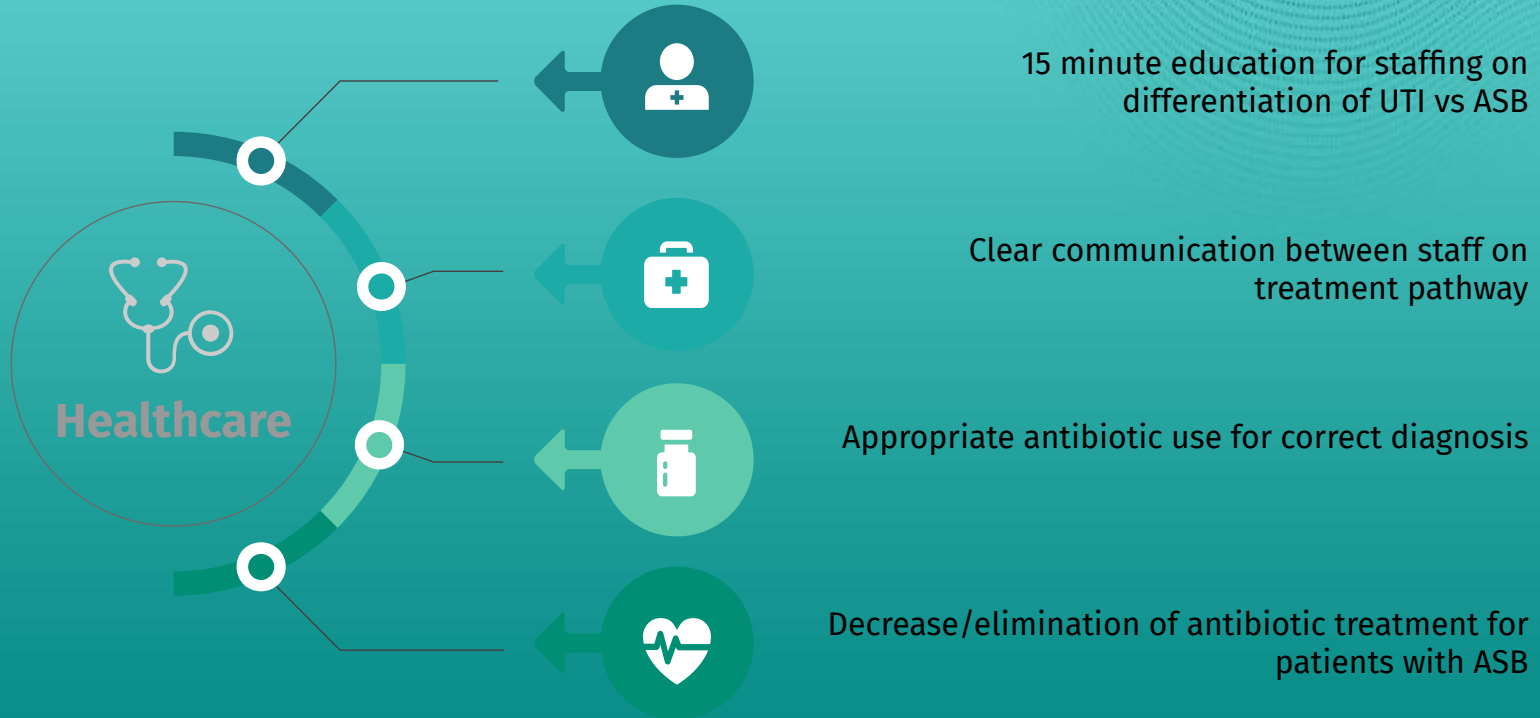 Healthcare
15 minute education for staffing on
differentiation of UTI vs ASB
Clear communication between staff on
treatment pathway
Appropriate antibiotic use for correct diagnosis
Decrease/elimination of antibiotic treatment for
patients with ASB